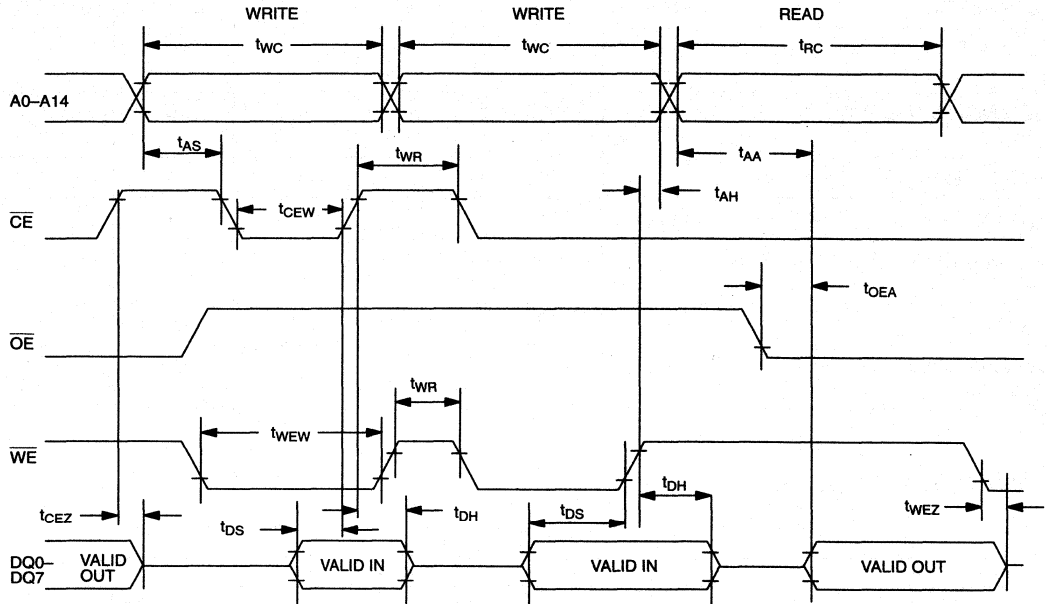 WRITE WRITE READ
tWC tWC tRC
A0–A14
tAS tWR tAA
tAH
CE tCEW
tOEA
OE
tWR
tWEW
WE
tDH
tCEZ tDS tDH tDS tWEZ
DQ0–
DQ7
VALID
OUT
VALID IN VALID IN VALID OUT